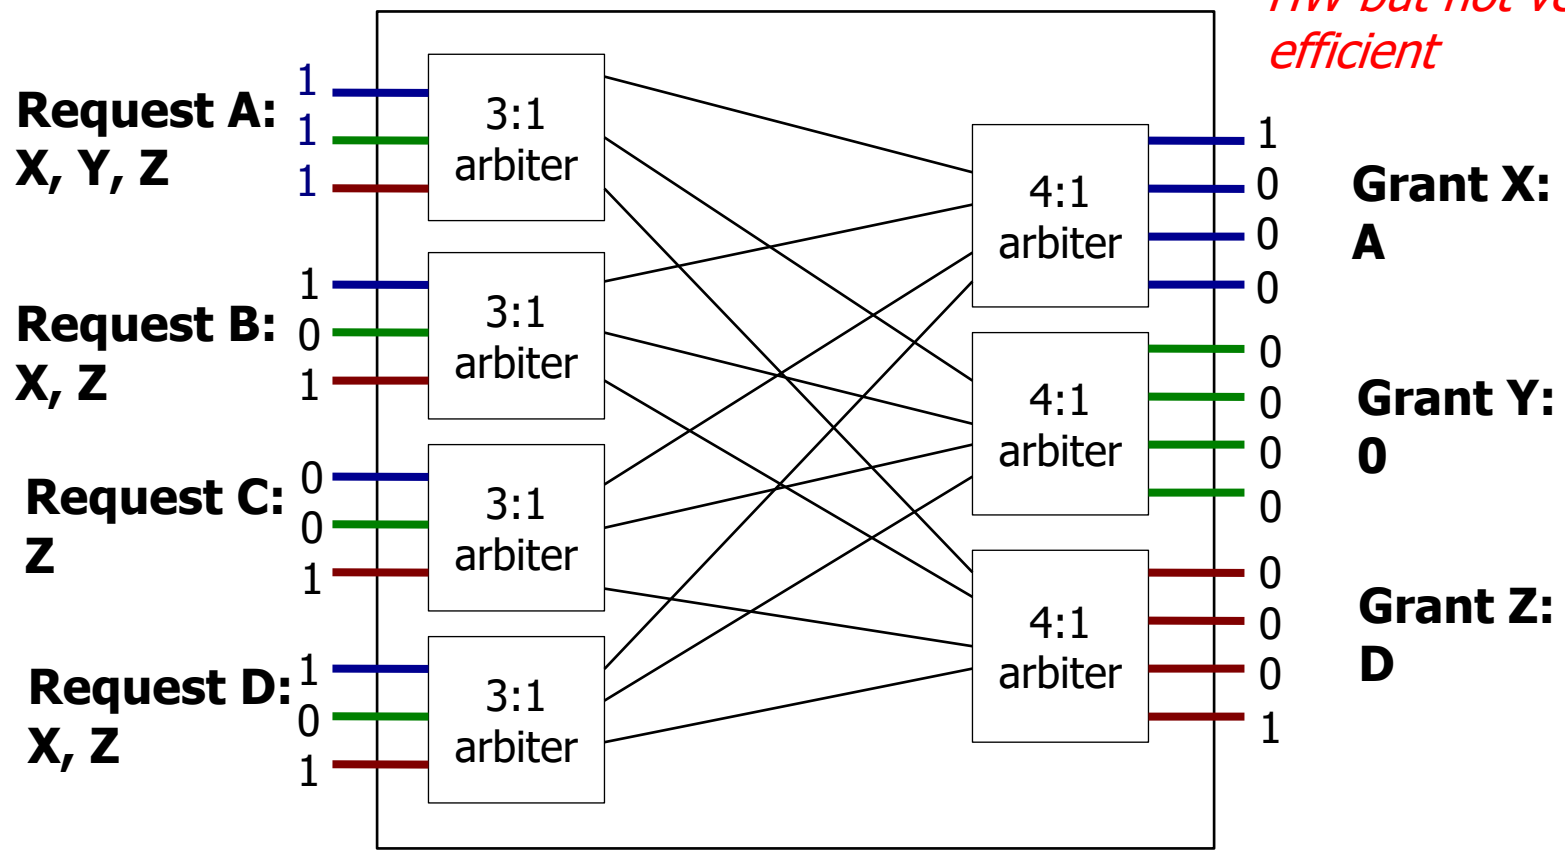 HW but not
efficient
Request A:
X, Y, Z
1
1
1
3:1
arbiter
Request B:
X, Z
1
0
1
3:1
arbiter
Request C:
Z
0
0
1
3:1
arbiter
Request D:
X, Z
1
0
1
3:1
arbiter
4:1
arbiter
1
0
0
0
Grant X:
A
4:1
arbiter
0
0
0
0
Grant Y:
0
4:1
arbiter
0
0
0
1
Grant Z:
D